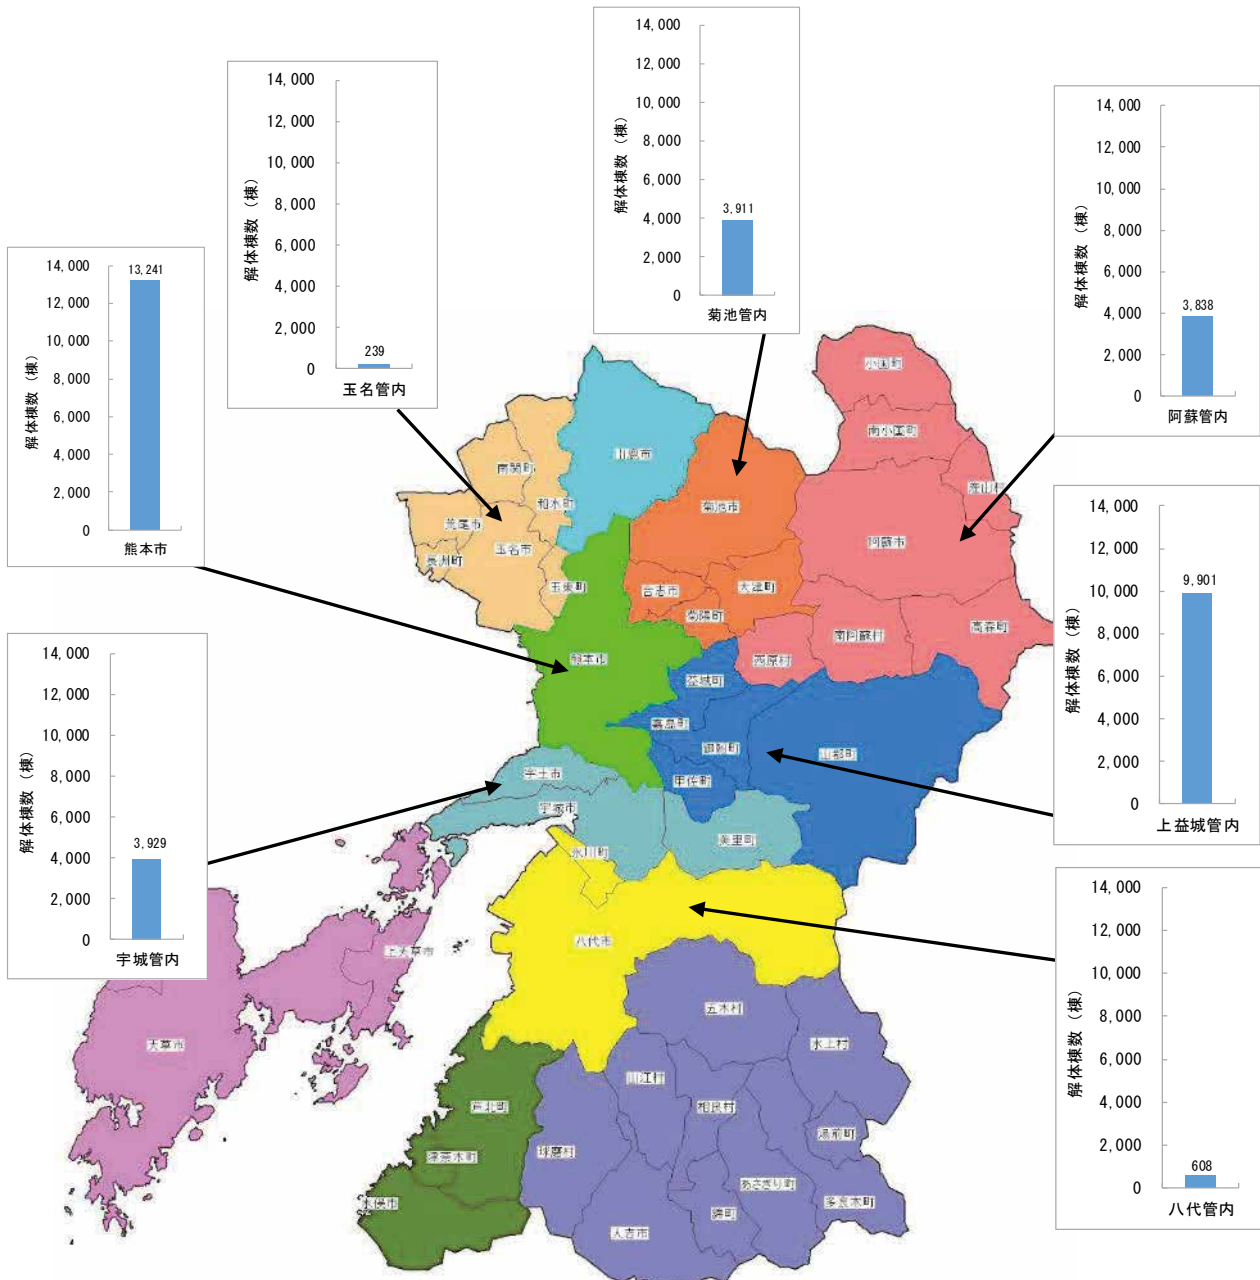 14,000
12,000
10,000
8,000
6,000
4,000
2,000
0
解体棟数（棟）
3,911
菊池管内
14,000
12,000
10,000
8,000
6,000
4,000
2,000
0
解体棟数（棟）
239
玉名管内
14,000
12,000
10,000
8,000
6,000
4,000
2,000
0
解体棟数（棟）
3,838
阿蘇管内
14,000
12,000
10,000
8,000
6,000
4,000
2,000
0
解体棟数（棟）
13,241
熊本市
14,000
12,000
10,000
8,000
6,000
4,000
2,000
0
解体棟数（棟）
9,901
上益城管内
14,000
12,000
10,000
8,000
6,000
4,000
2,000
0
解体棟数（棟）
3,929
宇城管内
14,000
12,000
10,000
8,000
6,000
4,000
2,000
0
解体棟数（棟）
608
八代管内
小国町
南小国町
産山村
山鹿市
南関町
和水町
菊池市
荒尾市
玉名市
長洲町
玉東町
阿蘇市
合志市
大津町
菊陽町
高森町
南阿蘇村
西原村
熊本市
益城町
嘉島町
御船町
山都町
甲佐町
宇土市
宇城市
美里町
氷川町
八代市
上天草市
天草市
五木村
水上村
山江村
相良村
湯前町
芦北町
津奈木町
球磨村
あさぎり町
多良木町
水俣市
錦町
人吉市